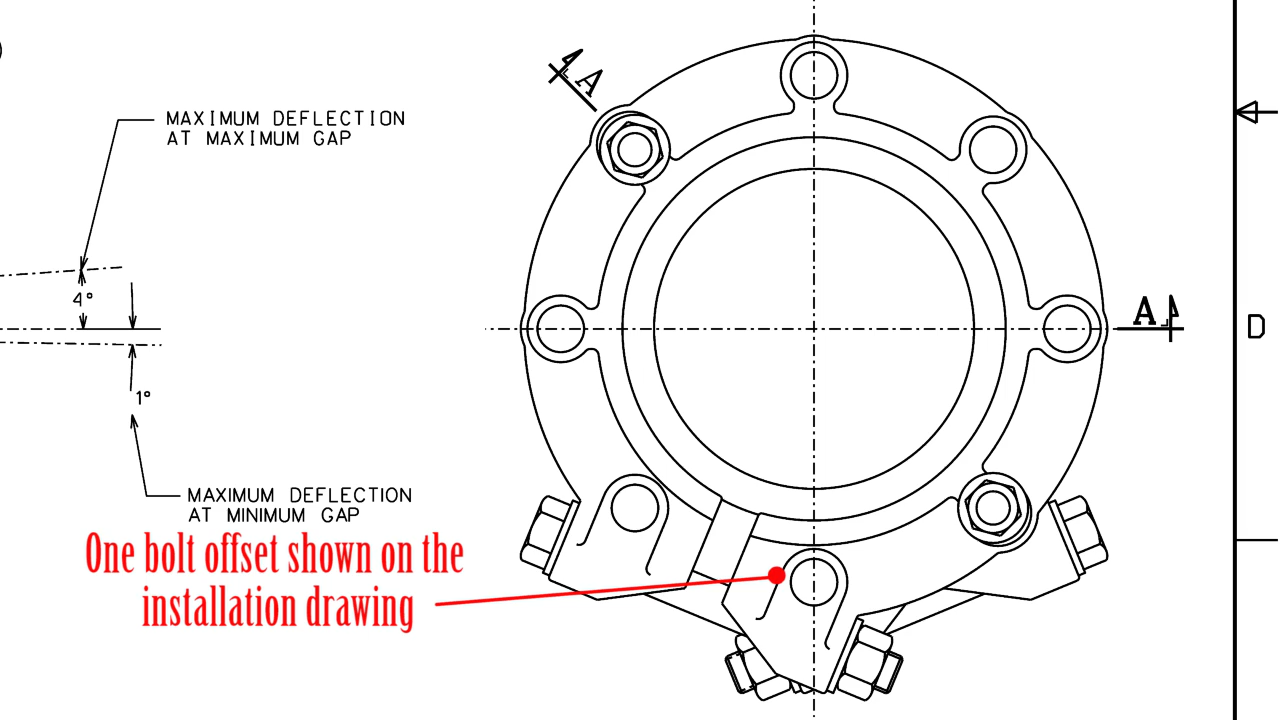 A
MAXIMUM DEFLECTION
AT MAXIMUM GAP
4°
A
D
1°
MAXIMUM DEFLECTION
AT MINIMUM GAP
One bolt offset shown on the
installation drawing